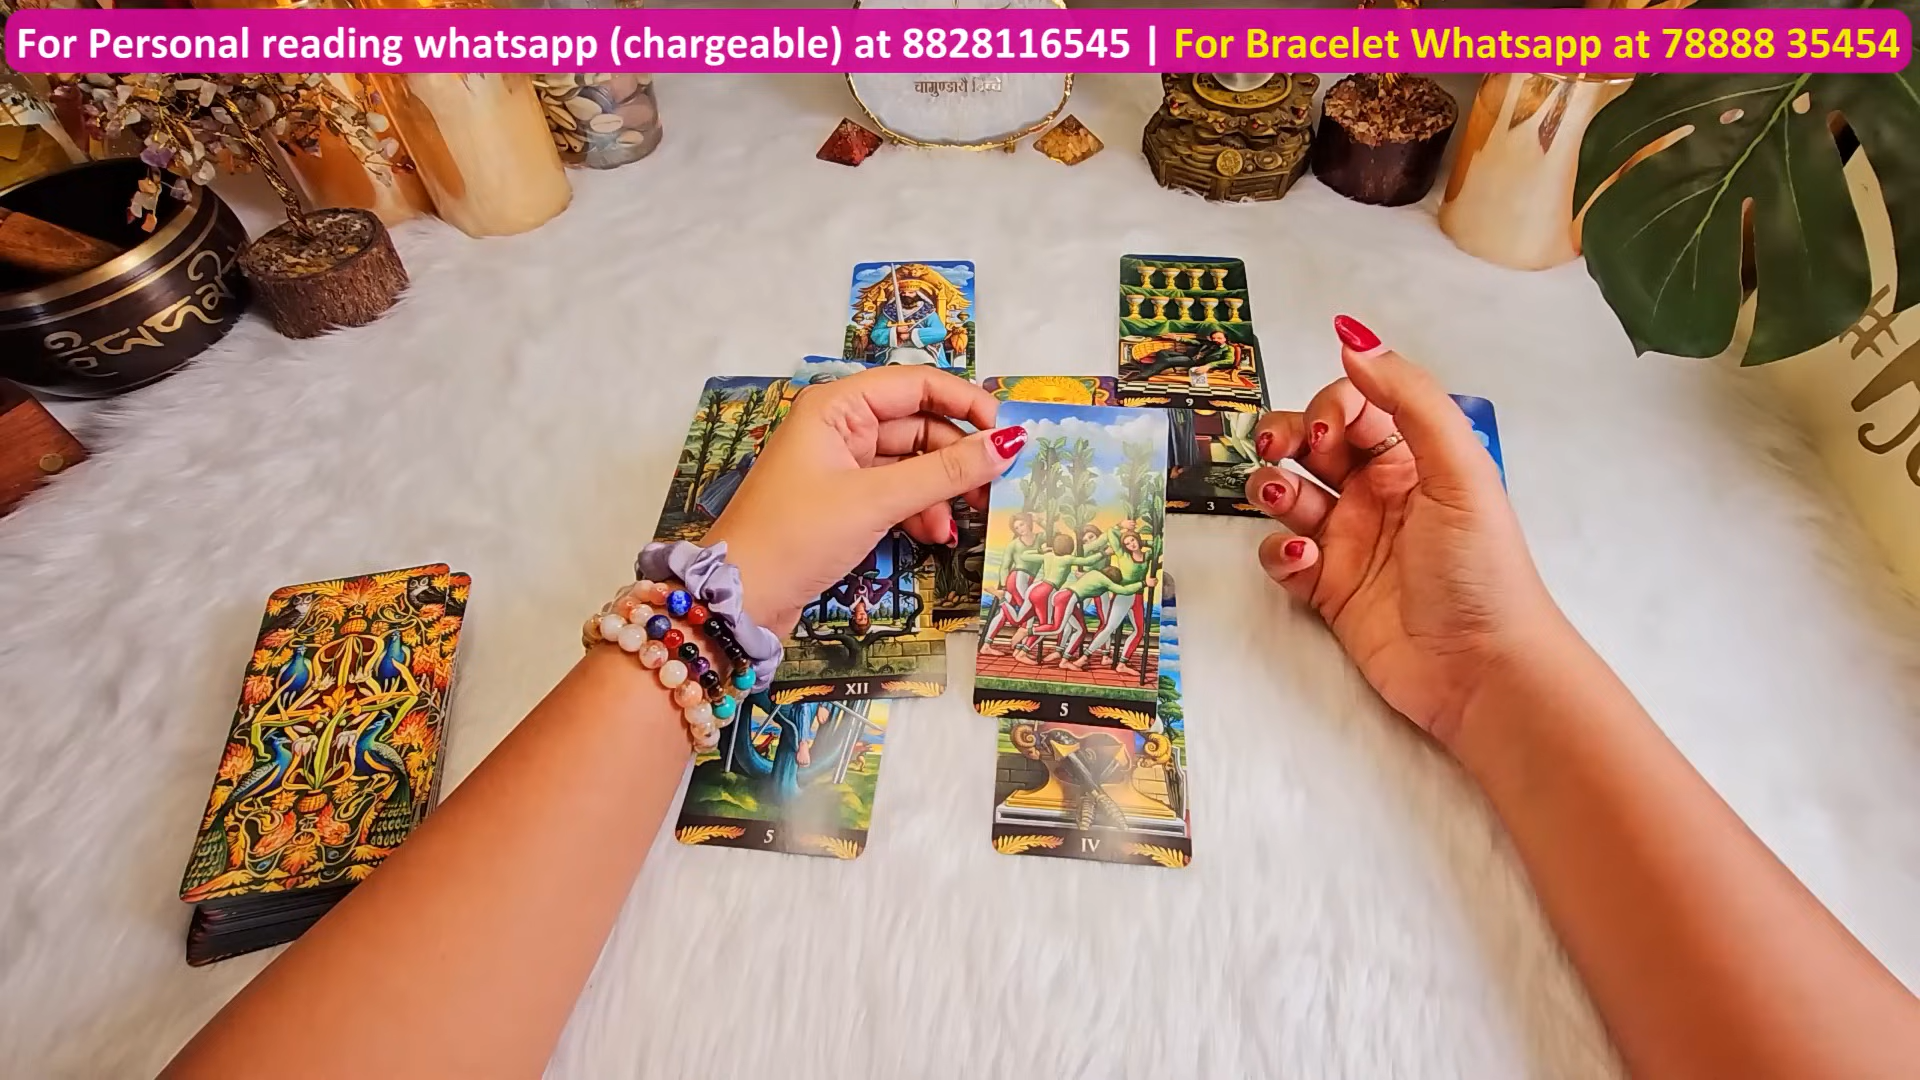 For Personal reading whatsapp (chargeable) at 8828116545 | For Bracelet Whatsapp at 78888 35454
चामुण्डायै विच्चे
9
3
XII
5
5
IV
#